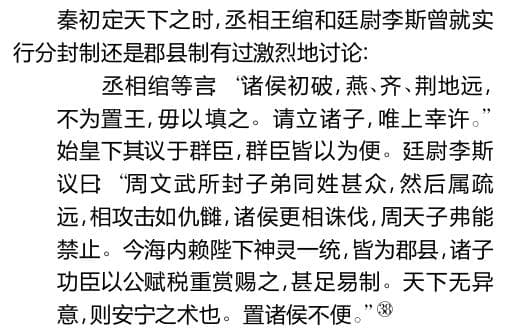 秦初定天下之时，丞相王绾和廷尉李斯曾就实
行分封制还是郡县制有过激烈地讨论：
丞相绾等言：“诸侯初破，燕、齐、荆地远，
不为置王，毋以填之。请立诸子，唯上幸许。”
始皇下其议于群臣，群臣皆以为便。廷尉李斯
议曰：“周文武所封子弟同姓甚众，然后属疏
远，相攻击如仇雠，诸侯更相诛伐，周天子弗能
禁止。今海内赖陛下神灵一统，皆为郡县，诸子
功臣以公赋税重赏赐之，甚足易制。天下无异
意，则安宁之术也。置诸侯不便。”㊳